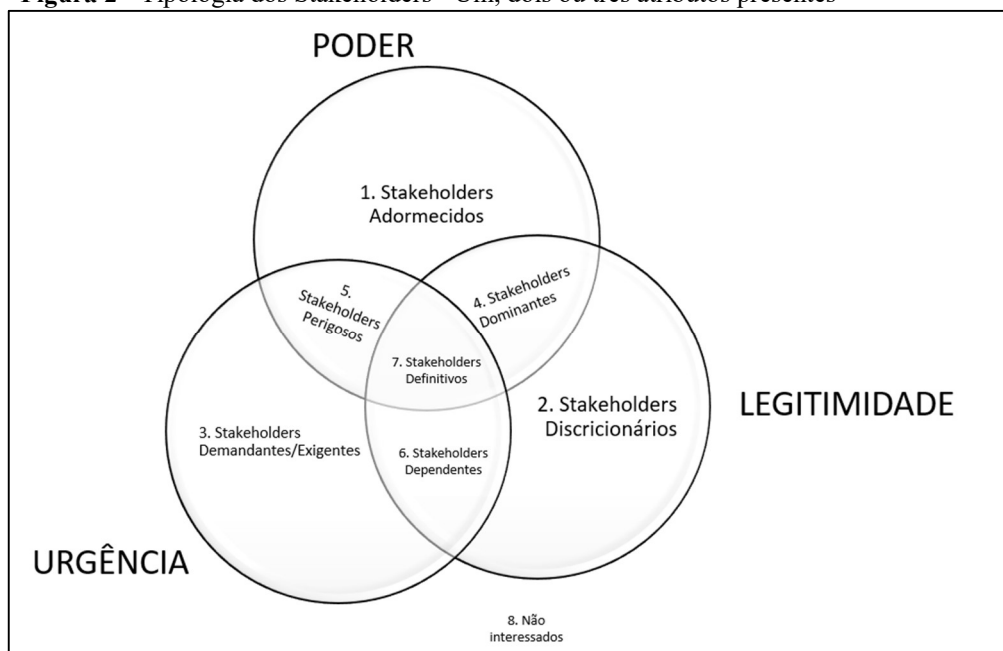 Figura 2 - Tipologia dos Stakeholders - Um, dois ou três atributos presentes
PODER
1. Stakeholders
Adormecidos
5.
Stakeholders
Perigosos
4. Stakeholders
Dominantes
7. Stakeholders
Definitivos
2. Stakeholders
Discricionários
LEGITIMIDADE
3. Stakeholders
Demandantes/Exigentes
6. Stakeholders
Dependentes
URGÊNCIA
8. Não
interessados